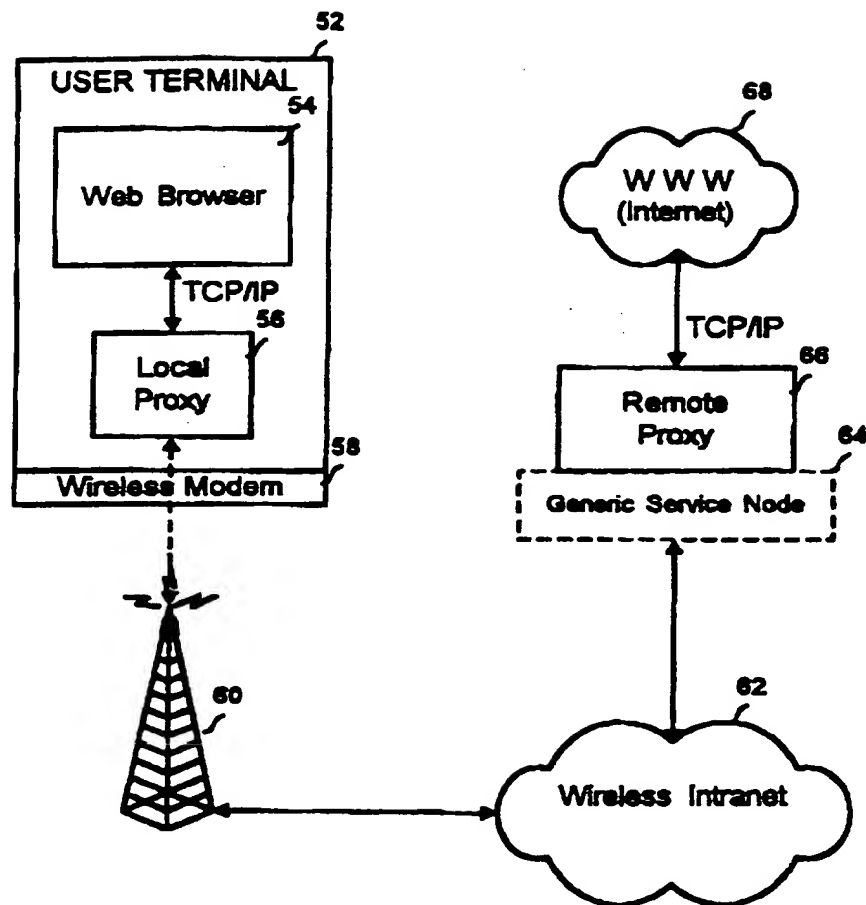 52
USER TERMINAL
54
Web Browser
TCP/IP
56
Local
Proxy
58
Wireless Modem
60
68
W W W
(Internet)
TCP/IP
66
Remote
Proxy
64
Generic Service Node
62
Wireless Intranet